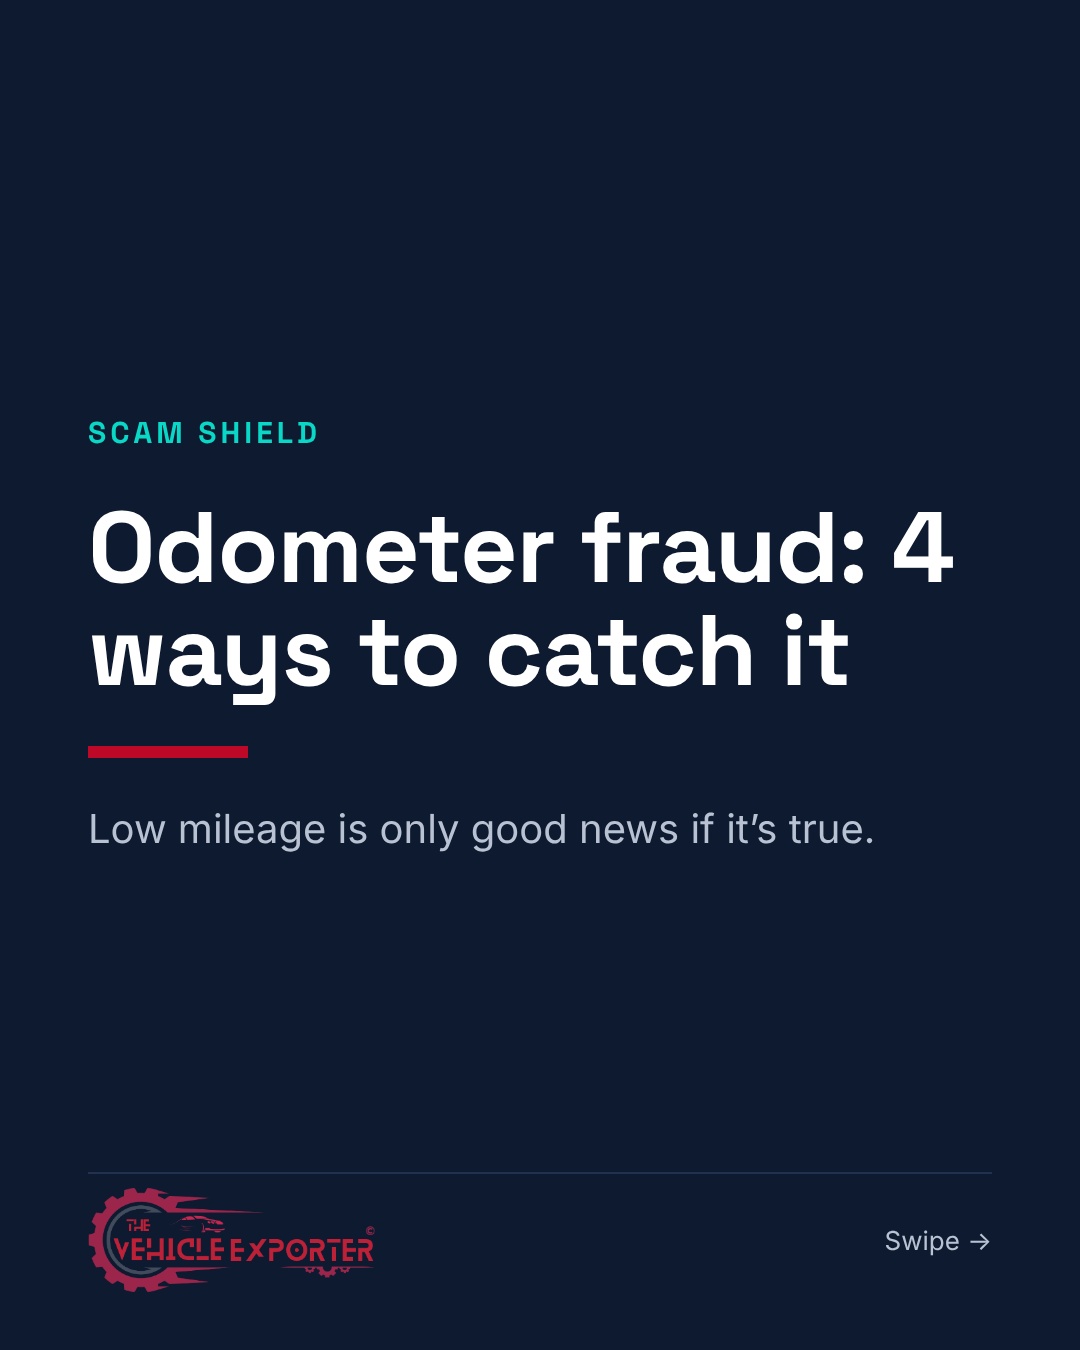 SCAM SHIELD
Odometer fraud: 4
ways to catch it
Low mileage is only good news if it’s true.
THE
VEHICLE EXPORTER
©
Swipe →